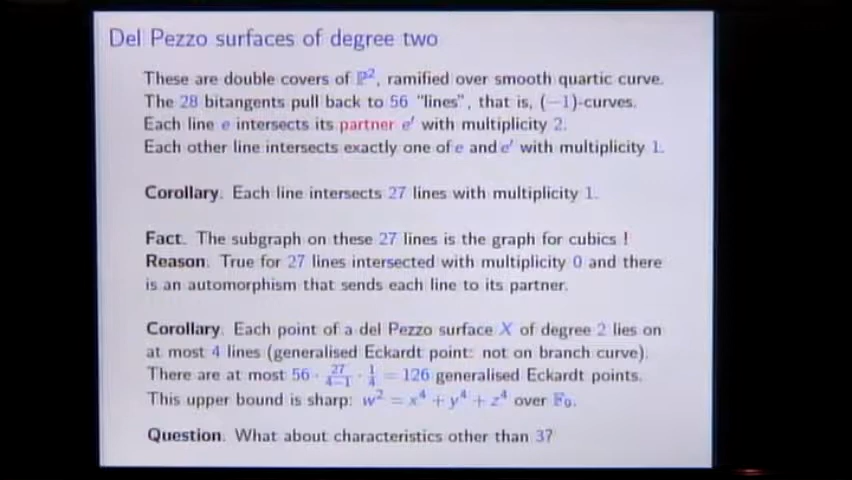 Del Pezzo surfaces of degree two
These are double covers of ℙ², ramified over smooth quartic curve.
The 28 bitangents pull back to 56 "lines", that is, (−1)-curves.
Each line e intersects its partner e′ with multiplicity 2.
Each other line intersects exactly one of e and e′ with multiplicity 1.
Corollary. Each line intersects 27 lines with multiplicity 1.
Fact. The subgraph on these 27 lines is the graph for cubics !
Reason. True for 27 lines intersected with multiplicity 0 and there
is an automorphism that sends each line to its partner.
Corollary. Each point of a del Pezzo surface X of degree 2 lies on
at most 4 lines (generalised Eckardt point: not on branch curve).
There are at most 56 · 27/(4−1) · 1/4 = 126 generalised Eckardt points.
This upper bound is sharp: w² = x⁴ + y⁴ + z⁴ over 𝔽₉.
Question. What about characteristics other than 3?